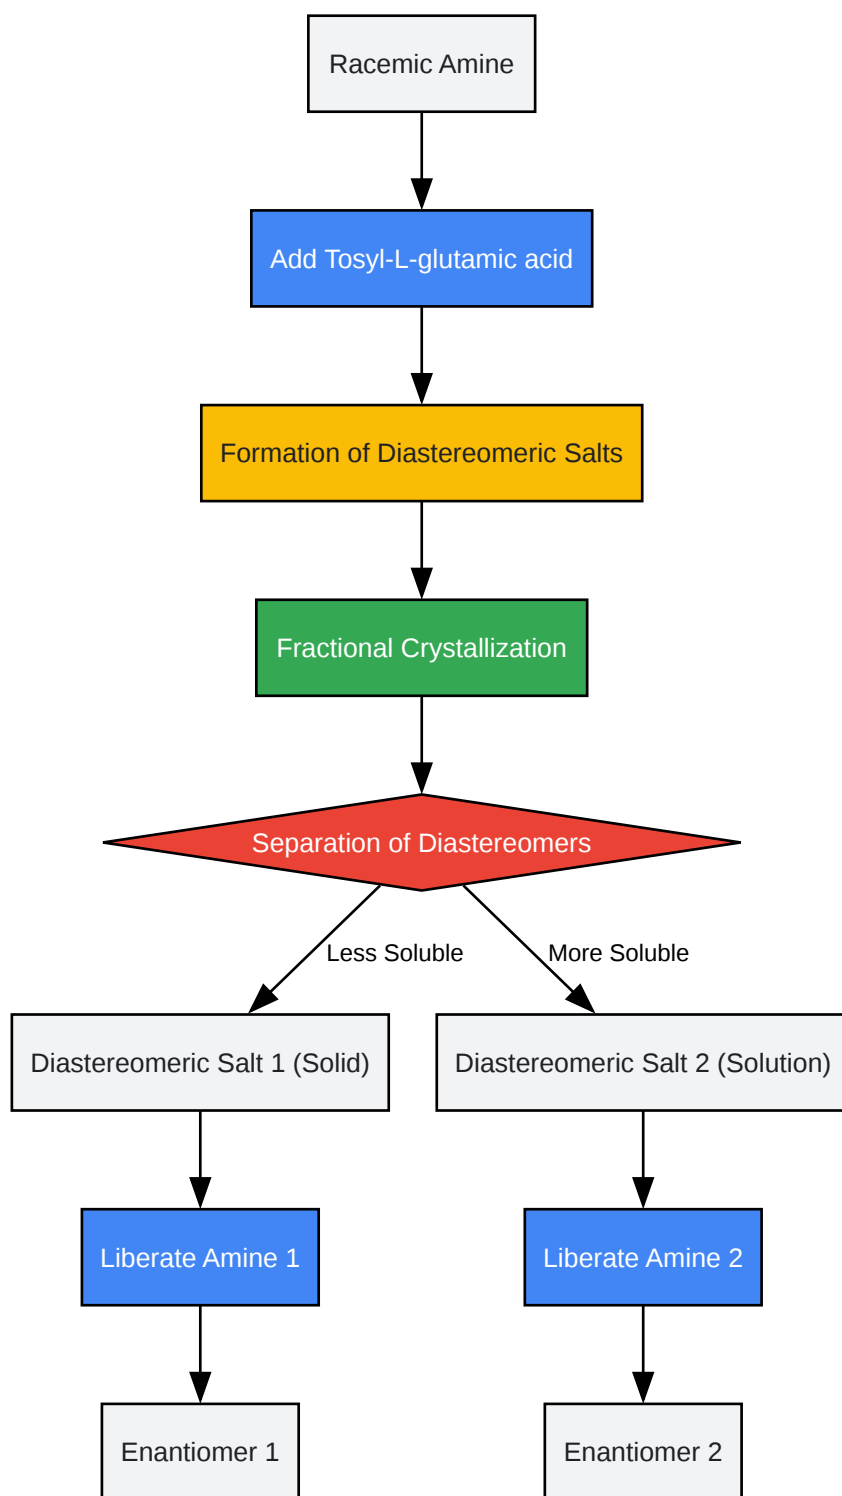 Racemic Amine
Add Tosyl-L-glutamic acid
Formation of Diastereomeric Salts
Fractional Crystallization
Separation of Diastereomers
Less Soluble
More Soluble
Diastereomeric Salt 1 (Solid)
Diastereomeric Salt 2 (Solution)
Liberate Amine 1
Liberate Amine 2
Enantiomer 1
Enantiomer 2